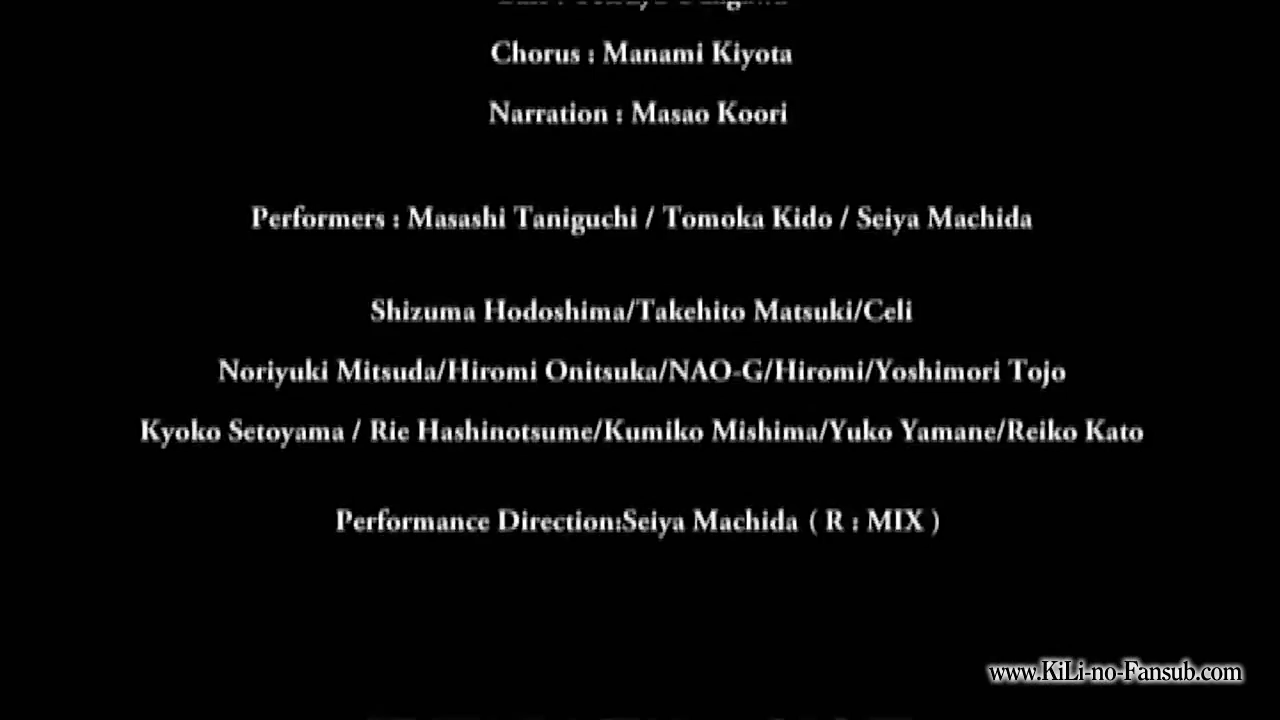 Chorus : Manami Kiyota
Narration : Masao Koori
Performers : Masashi Taniguchi / Tomoka Kido / Seiya Machida
Shizuma Hodoshima/Takehito Matsuki/Celi
Noriyuki Mitsuda/Hiromi Onitsuka/NAO-G/Hiromi/Yoshimori Tojo
Kyoko Setoyama / Rie Hashinotsume/Kumiko Mishima/Yuko Yamane/Reiko Kato
Performance Direction:Seiya Machida ( R : MIX )
www.KiLi-no-Fansub.com